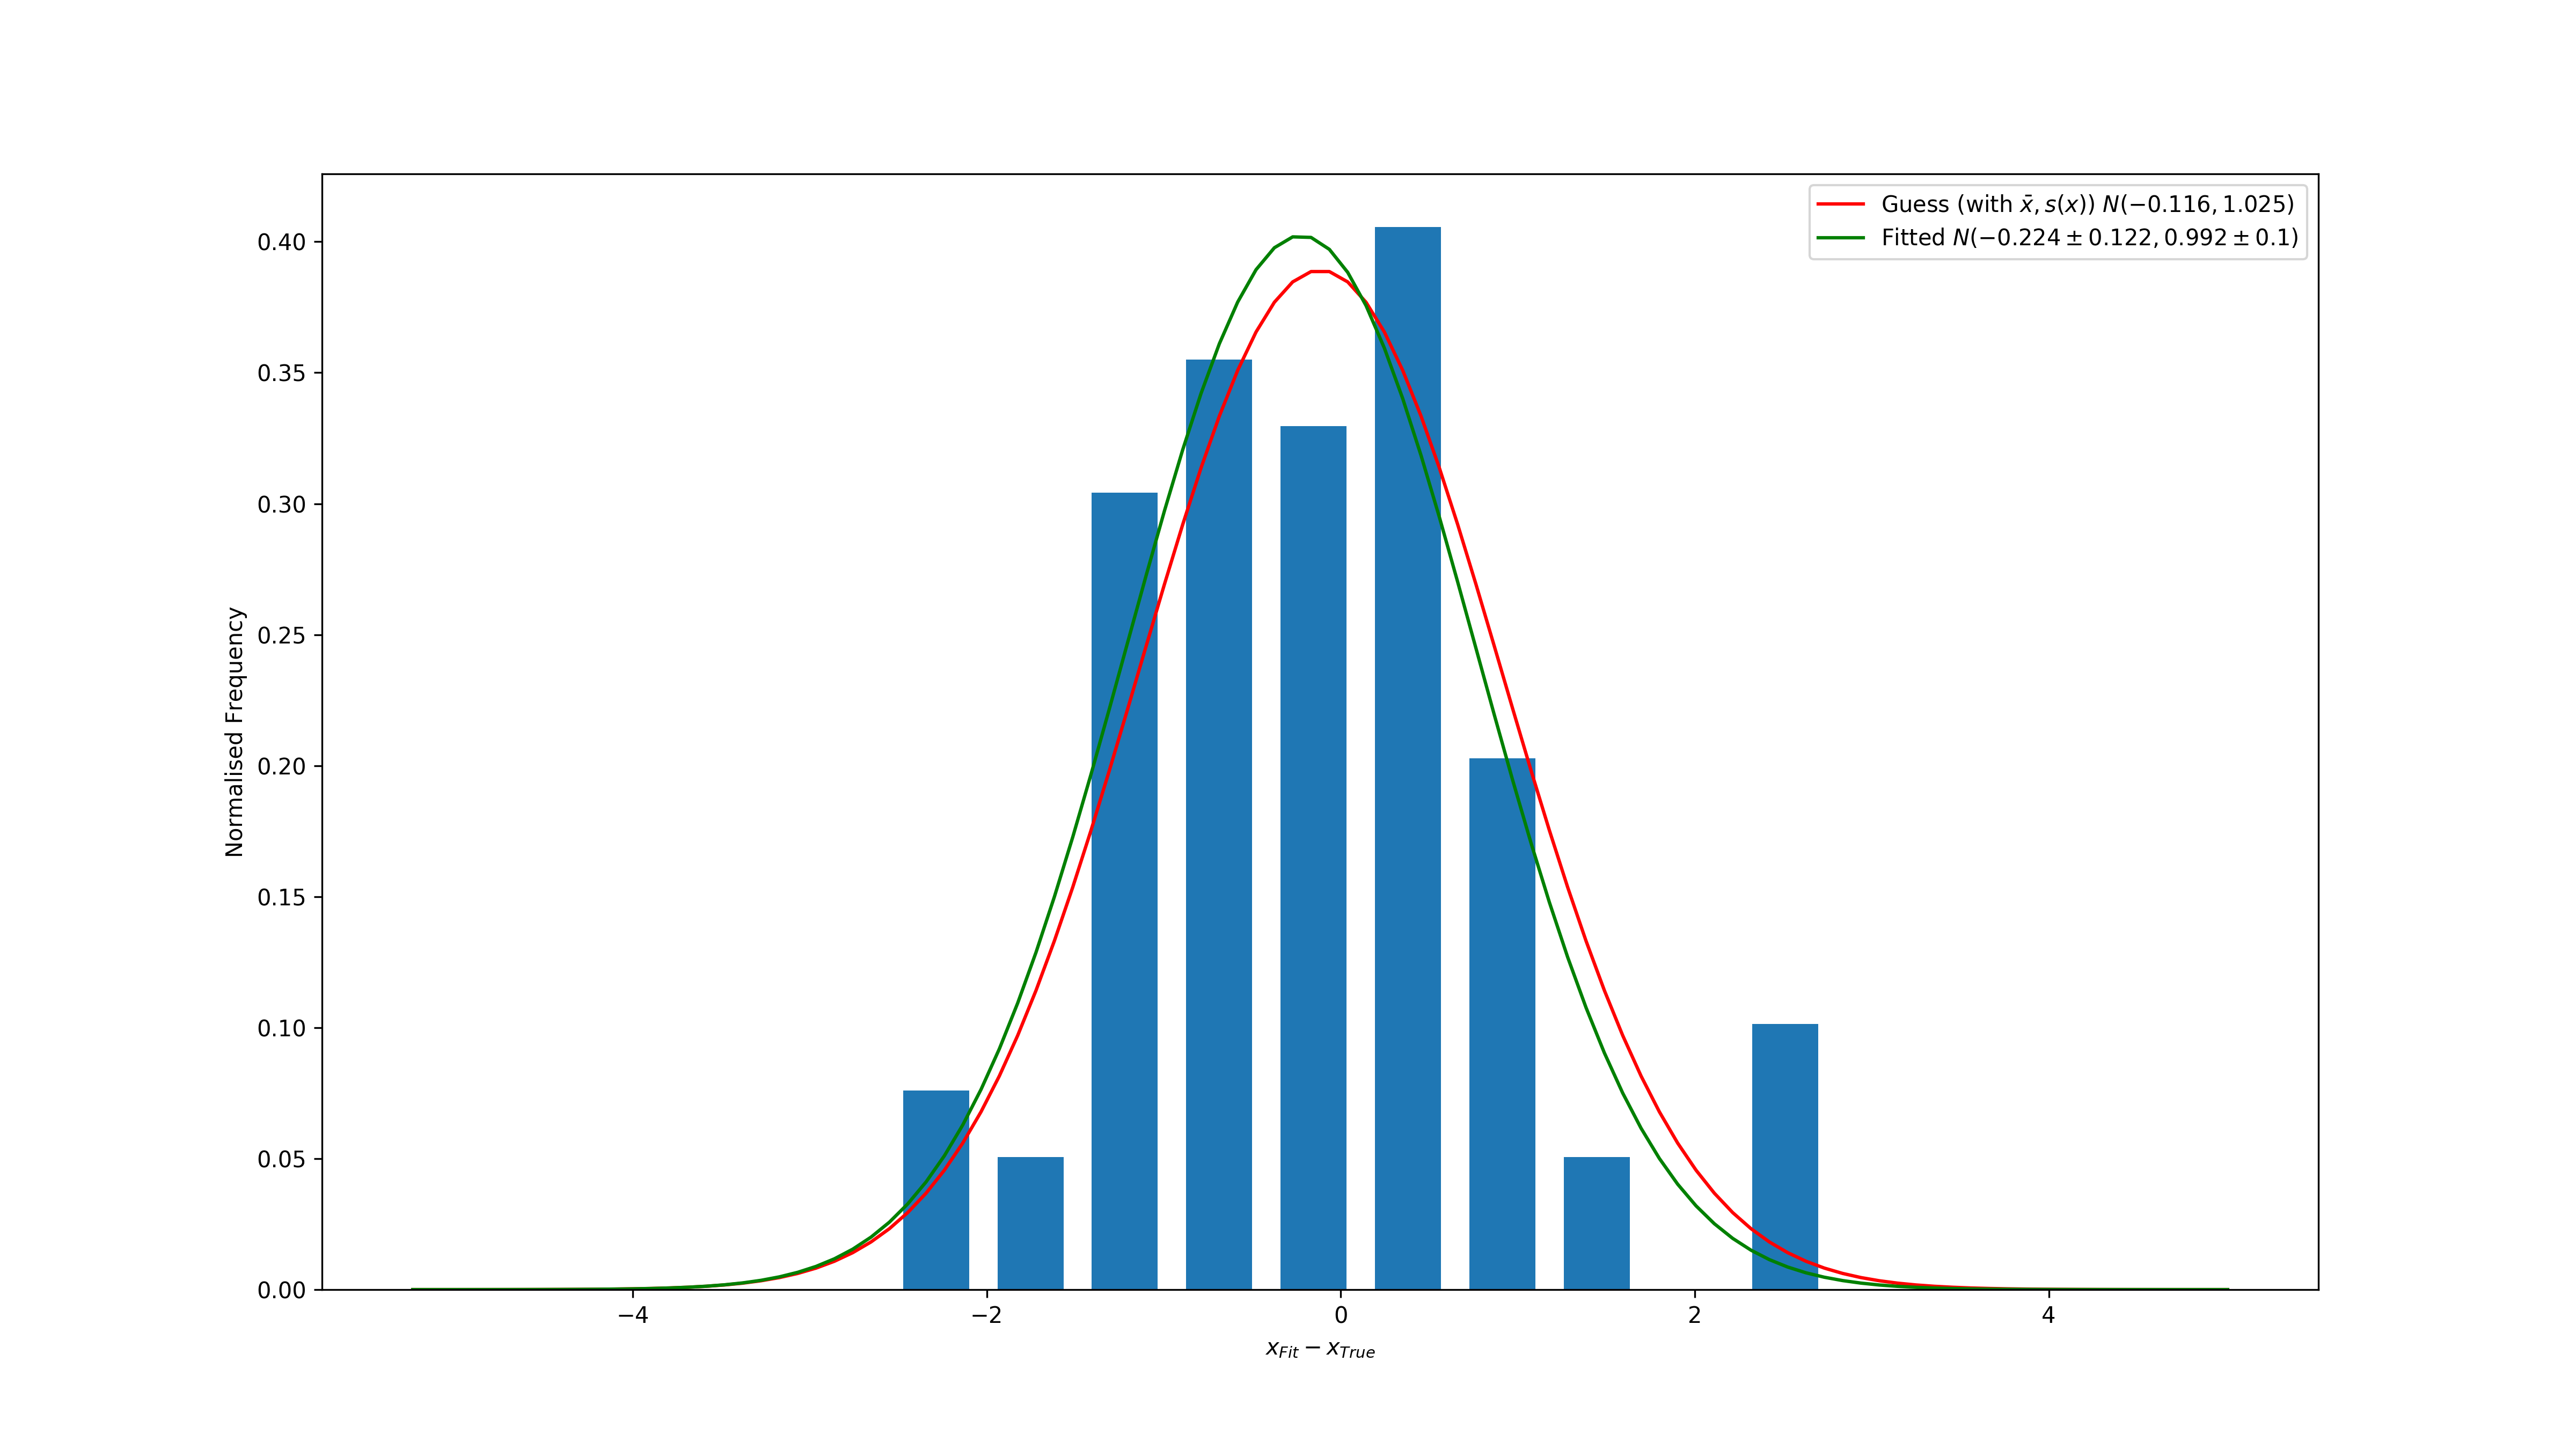 Guess (with x̄, s(x)) N(−0.116, 1.025)
Fitted N(−0.224 ± 0.122, 0.992 ± 0.1)
0.40
0.35
0.30
0.25
0.20
0.15
0.10
0.05
0.00
Normalised Frequency
−4 −2 0 2 4
x_Fit − x_True